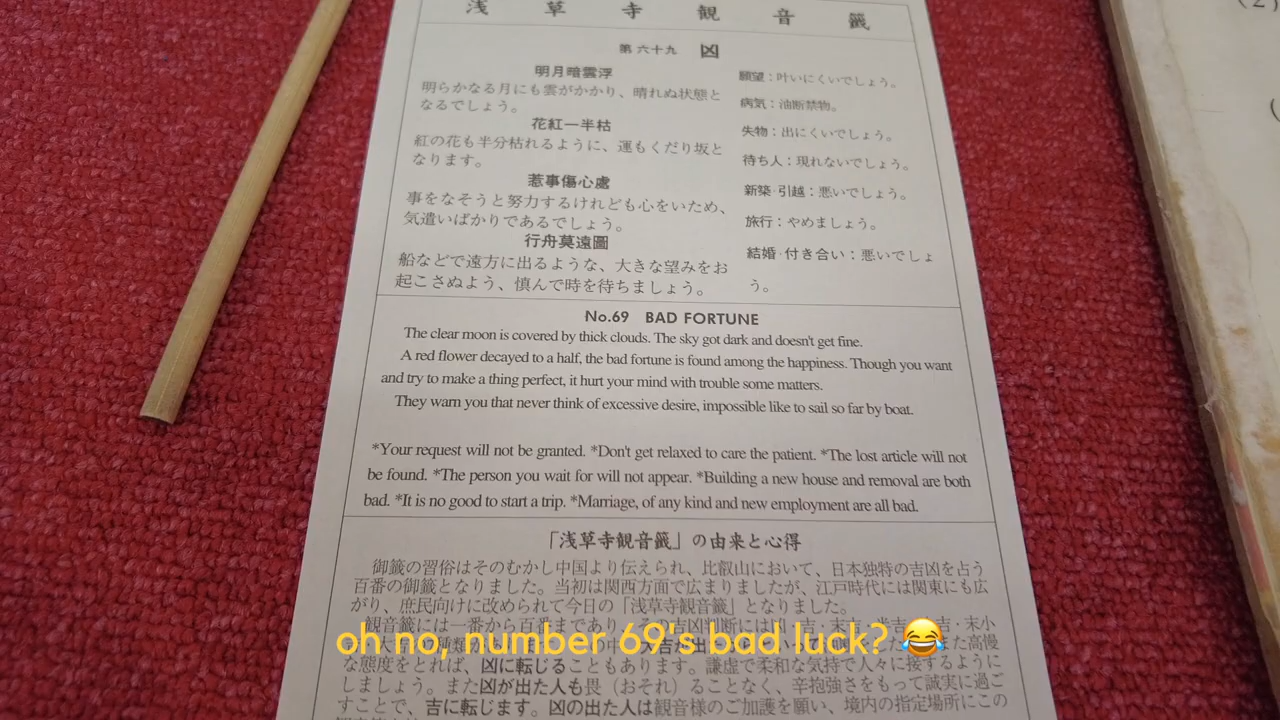 浅草寺観音籤
第六十九 凶
明月暗雲浮
明らかなる月にも雲がかかり、晴れぬ状態と
なるでしょう。
花紅一半枯
紅の花も半分枯れるように、運もくだり坂と
なります。
惹事傷心處
事をなそうと努力するけれども心をいため、
気遣いばかりであるでしょう。
行舟莫遠圖
船などで遠方に出るような、大きな望みをお
起こさぬよう、慎んで時を待ちましょう。
願望：叶いにくいでしょう。
病気：油断禁物。
失物：出にくいでしょう。
待ち人：現れないでしょう。
新築·引越：悪いでしょう。
旅行：やめましょう。
結婚·付き合い：悪いでしょ
う。
No.69 BAD FORTUNE
The clear moon is covered by thick clouds. The sky got dark and doesn't get fine.
A red flower decayed to a half, the bad fortune is found among the happiness. Though you want
and try to make a thing perfect, it hurt your mind with trouble some matters.
They warn you that never think of excessive desire, impossible like to sail so far by boat.
*Your request will not be granted. *Don't get relaxed to care the patient. *The lost article will not
be found. *The person you wait for will not appear. *Building a new house and removal are both
bad. *It is no good to start a trip. *Marriage, of any kind and new employment are all bad.
「浅草寺観音籤」の由来と心得
御籤の習俗はそのむかし中国より伝えられ、比叡山において、日本独特の吉凶を占う
百番の御籤となりました。当初は関西方面で広まりましたが、江戸時代には関東にも広
がり、庶民向けに改められて今日の「浅草寺観音籤」となりました。
観音籤には一番から百番まであり
oh no, number 69's bad luck? 😂
な態度をとれば、凶に転じることもあります。謙虚で柔和な気持で人々に接するように
しましょう。また凶が出た人も畏（おそれ）ることなく、辛抱強さをもって誠実に過ご
すことで、吉に転じます。凶の出た人は観音様のご加護を願い、境内の指定場所にこの
(2)